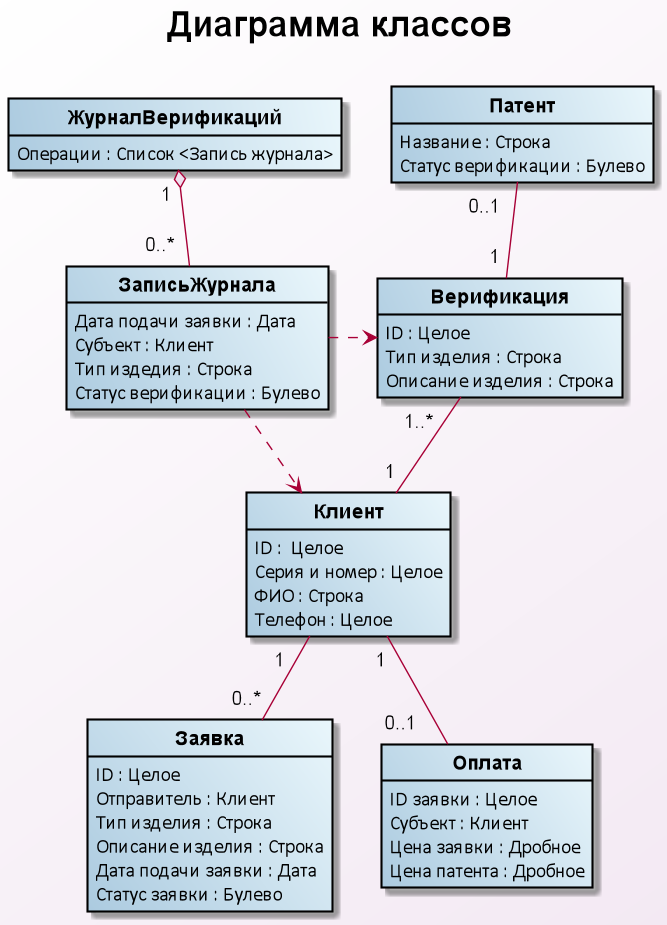 Диаграмма классов
ЖурналВерификаций
Операции : Список <Запись журнала>
Патент
Название : Строка
Статус верификации : Булево
1
0..*
0..1
1
ЗаписьЖурнала
Дата подачи заявки : Дата
Субъект : Клиент
Тип издедия : Строка
Статус верификации : Булево
Верификация
ID : Целое
Тип изделия : Строка
Описание изделия : Строка
1..*
1
Клиент
ID : Целое
Серия и номер : Целое
ФИО : Строка
Телефон : Целое
1
0..*
1
0..1
Заявка
ID : Целое
Отправитель : Клиент
Тип изделия : Строка
Описание изделия : Строка
Дата подачи заявки : Дата
Статус заявки : Булево
Оплата
ID заявки : Целое
Субъект : Клиент
Цена заявки : Дробное
Цена патента : Дробное